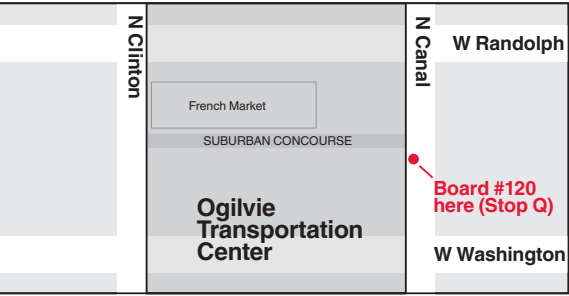 N Clinton
N Canal
W Randolph
French Market
SUBURBAN CONCOURSE
Board #120
here (Stop Q)
Ogilvie
Transportation
Center
W Washington